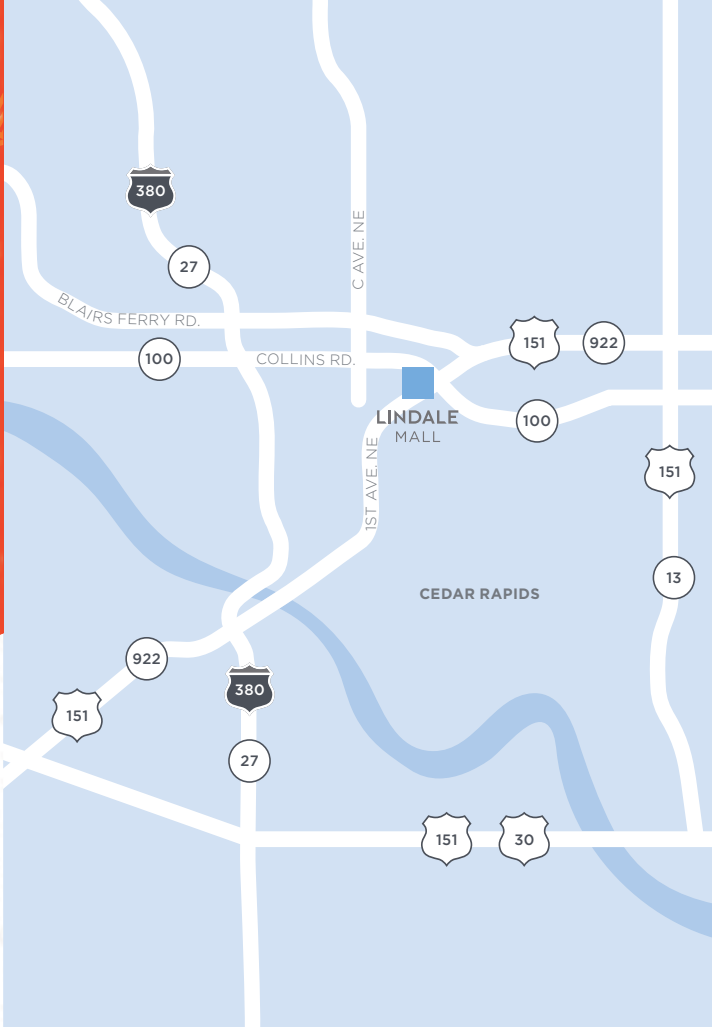 380
C AVE. NE
27
BLAIRS FERRY RD.
151
922
100
COLLINS RD.
LINDALE
MALL
100
1ST AVE. NE
151
13
CEDAR RAPIDS
922
380
151
27
151
30